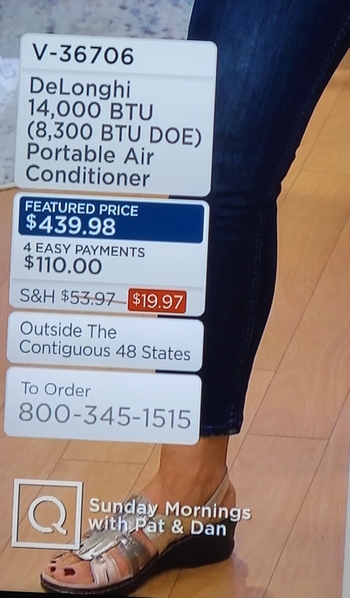 V-36706
DeLonghi
14,000 BTU
(8,300 BTU DOE)
Portable Air
Conditioner
FEATURED PRICE
$439.98
4 EASY PAYMENTS
$110.00
S&H $53.97 $19.97
Outside The
Contiguous 48 States
To Order
800-345-1515
Q
Sunday Mornings
with Pat & Dan